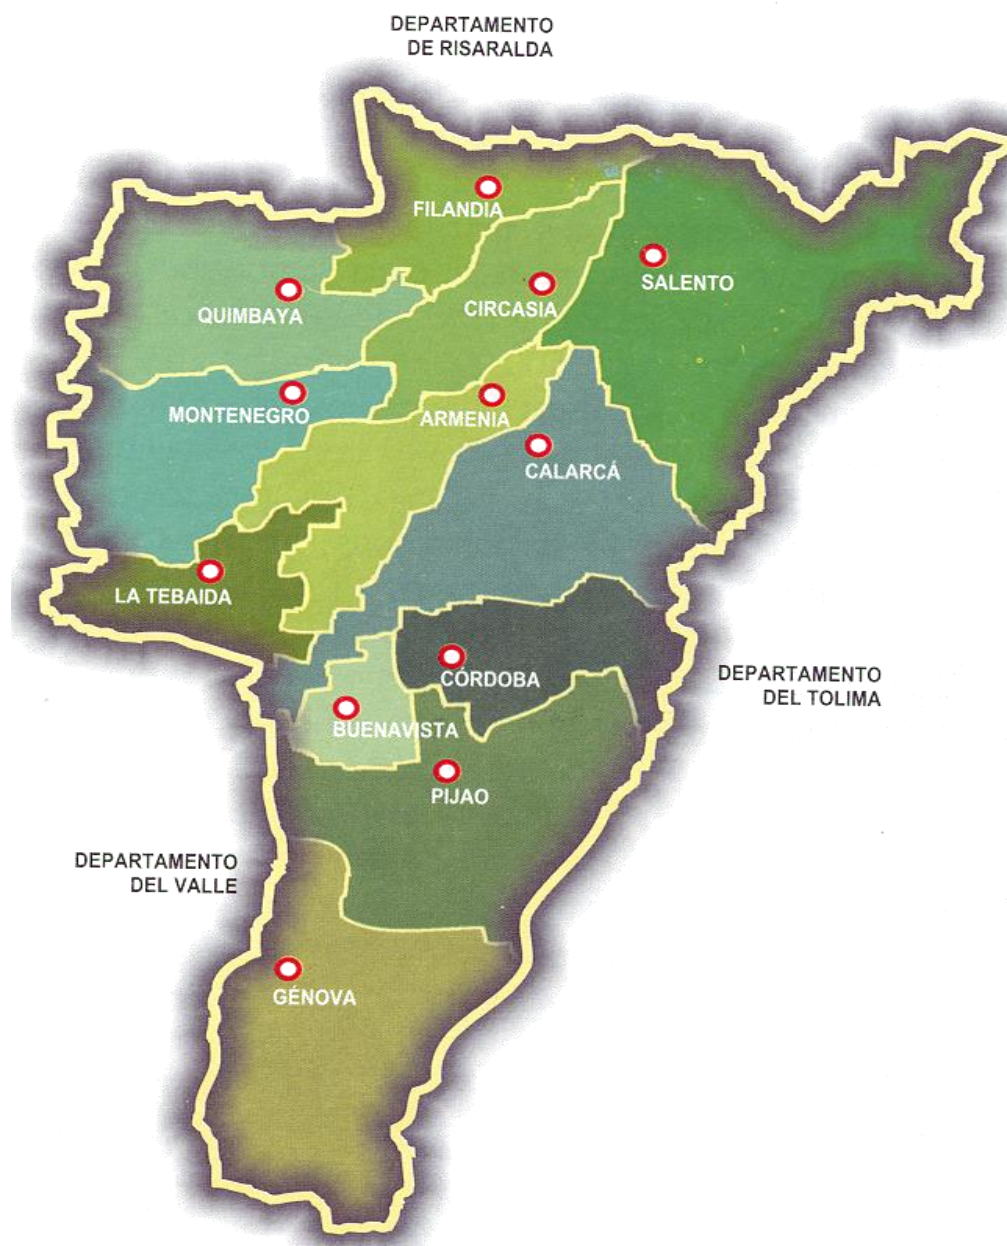 DEPARTAMENTO
DE RISARALDA
FILANDIA
SALENTO
CIRCASIA
QUIMBAYA
MONTENEGRO
ARMENIA
CALARCÁ
LA TEBAIDA
CÓRDOBA
DEPARTAMENTO
DEL TOLIMA
BUENAVISTA
PIJAO
DEPARTAMENTO
DEL VALLE
GÉNOVA